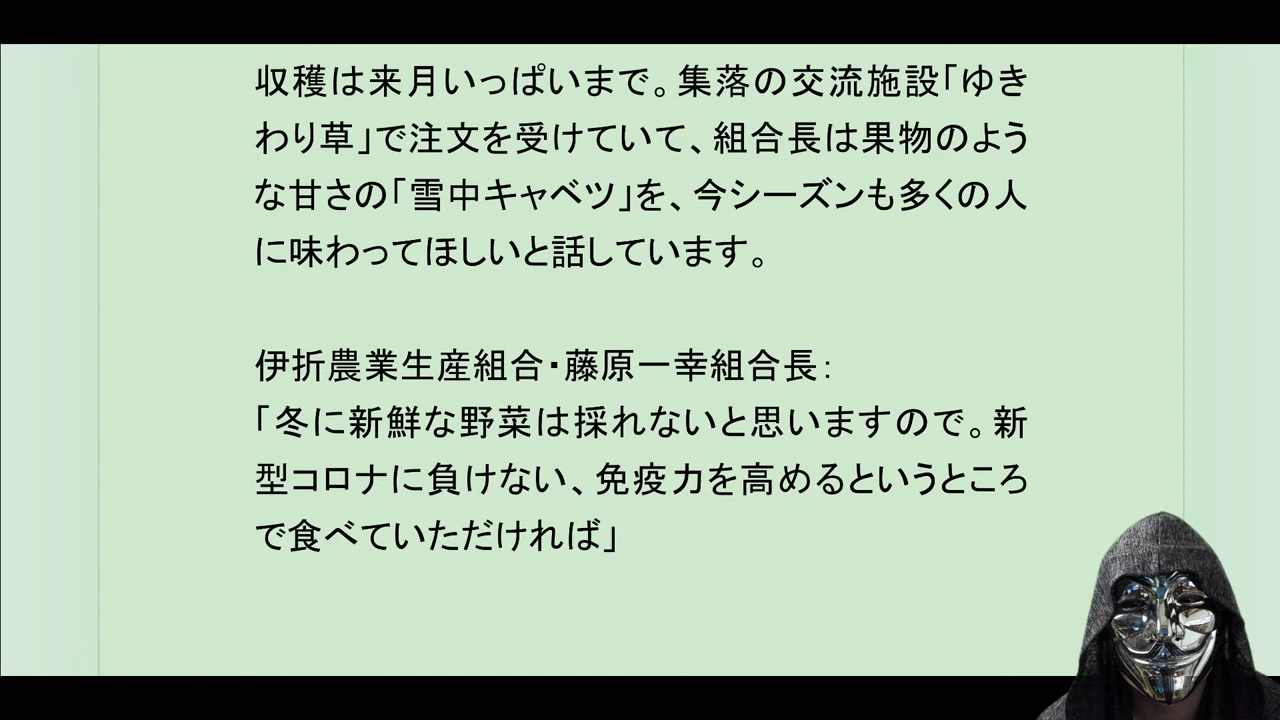 収穫は来月いっぱいまで。集落の交流施設「ゆき
わり草」で注文を受けていて、組合長は果物のよう
な甘さの「雪中キャベツ」を、今シーズンも多くの人
に味わってほしいと話しています。
伊折農業生産組合・藤原一幸組合長：
「冬に新鮮な野菜は採れないと思いますので。新
型コロナに負けない、免疫力を高めるというところ
で食べていただければ」